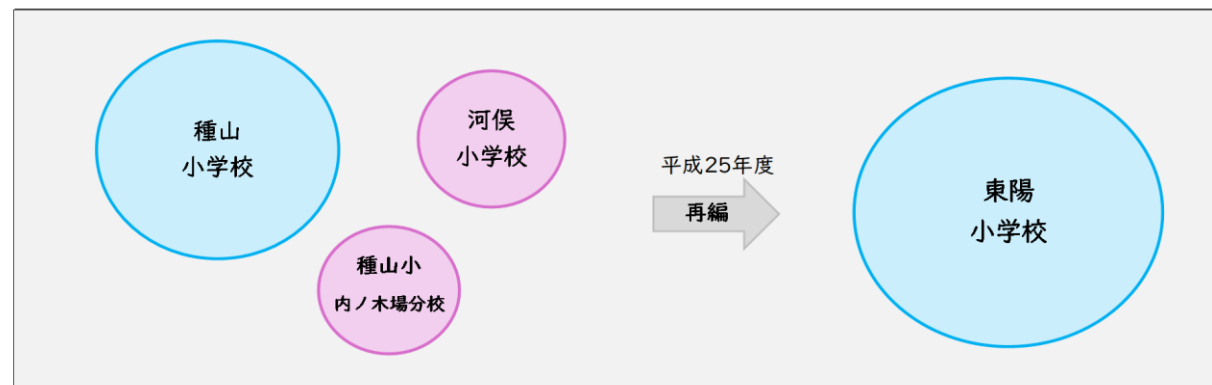 種山
小学校
河俣
小学校
種山小
内ノ木場分校
平成25年度
再編
東陽
小学校